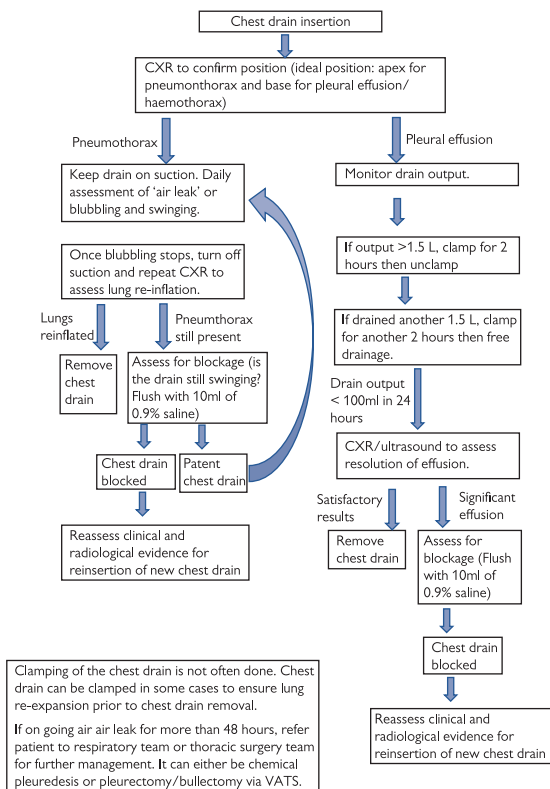 Chest drain insertion
CXR to confirm position (ideal position: apex for
pneumonthorax and base for pleural effusion/
haemothorax)
Pneumothorax
Keep drain on suction. Daily
assessment of 'air leak' or
blubbling and swinging.
Once blubbling stops, turn off
suction and repeat CXR to
assess lung re-inflation.
Lungs
reinflated
Pneumthorax
still present
Remove
chest
drain
Assess for blockage (is
the drain still swinging?
Flush with 10ml of
0.9% saline)
Chest drain
blocked
Patent
chest drain
Reassess clinical and
radiological evidence for
reinsertion of new chest drain
Pleural effusion
Monitor drain output.
If output >1.5 L, clamp for 2
hours then unclamp
If drained another 1.5 L, clamp
for another 2 hours then free
drainage.
Drain output
< 100ml in 24
hours
CXR/ultrasound to assess
resolution of effusion.
Satisfactory
results
Significant
effusion
Remove
chest drain
Assess for
blockage (Flush
with 10ml of
0.9% saline)
Chest drain
blocked
Reassess clinical and
radiological evidence for
reinsertion of new chest drain
Clamping of the chest drain is not often done. Chest
drain can be clamped in some cases to ensure lung
re-expansion prior to chest drain removal.
If on going air air leak for more than 48 hours, refer
patient to respiratory team or thoracic surgery team
for further management. It can either be chemical
pleuredesis or pleurectomy/bullectomy via VATS.